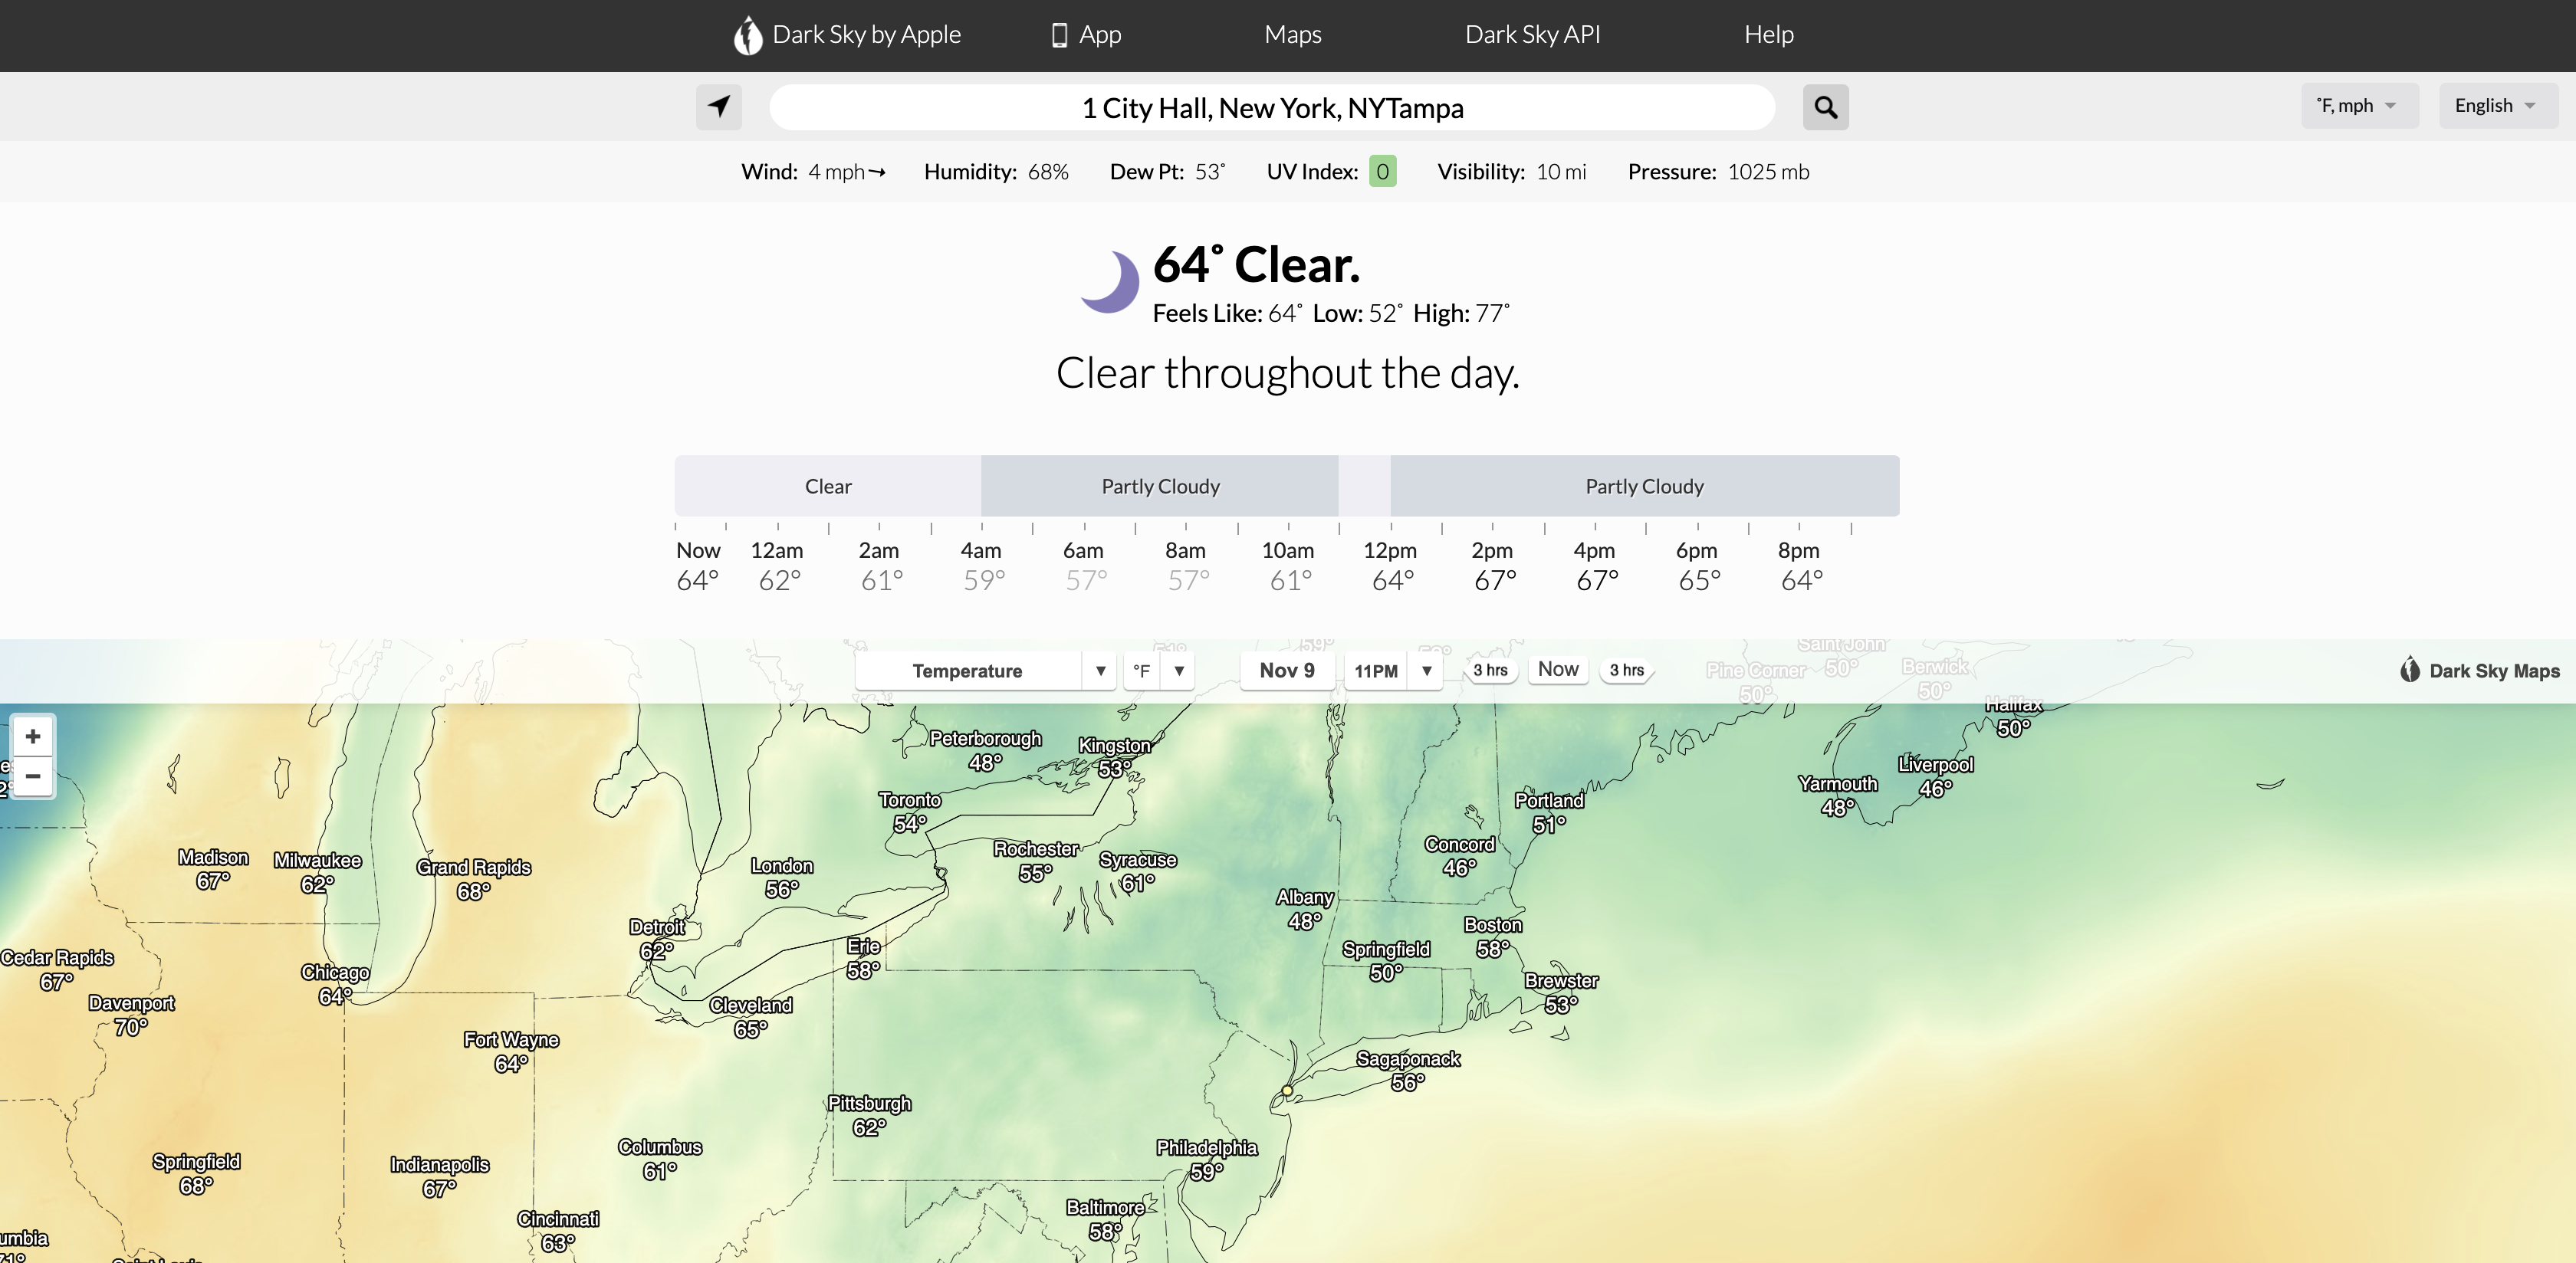 Dark Sky by Apple App Maps Dark Sky API Help
1 City Hall, New York, NYTampa
˚F, mph English
Wind: 4 mph Humidity: 68% Dew Pt: 53˚ UV Index: 0 Visibility: 10 mi Pressure: 1025 mb
64˚ Clear.
Feels Like: 64˚ Low: 52˚ High: 77˚
Clear throughout the day.
Clear Partly Cloudy Partly Cloudy
Now 12am 2am 4am 6am 8am 10am 12pm 2pm 4pm 6pm 8pm
64° 62° 61° 59° 57° 57° 61° 64° 67° 67° 65° 64°
Temperature °F Nov 9 11PM 3 hrs Now 3 hrs
Dark Sky Maps
Saint John
50°
Pine Corner
50°
Berwick
50°
Halifax
50°
+
−
Peterborough
48°
Kingston
53°
Liverpool
46°
Yarmouth
48°
Toronto
54°
Portland
51°
Concord
46°
Madison
67°
Milwaukee
62°
Grand Rapids
68°
London
56°
Rochester
55°
Syracuse
61°
Albany
48°
Detroit
62°
Erie
58°
Boston
58°
Springfield
50°
Cedar Rapids
67°
Chicago
64°
Brewster
53°
Davenport
70°
Cleveland
65°
Fort Wayne
64°
Sagaponack
56°
Pittsburgh
62°
Columbus
61°
Philadelphia
59°
Springfield
68°
Indianapolis
67°
Baltimore
58°
Cincinnati
63°
umbia